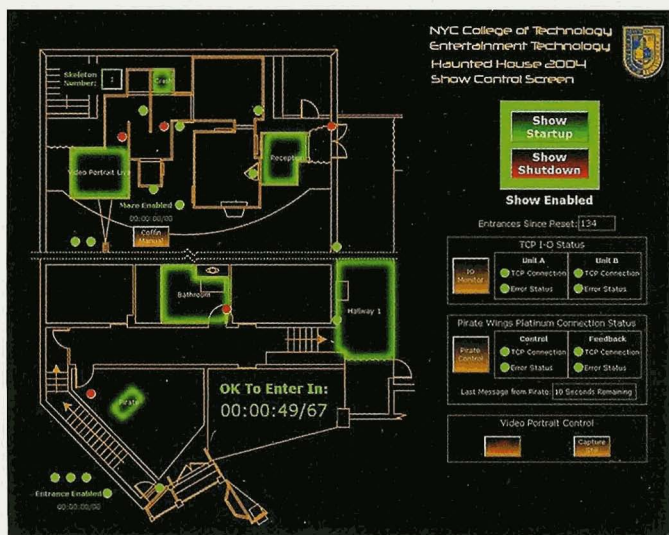 NYC College of Technology
Entertainment Technology
Haunted House 2004
Show Control Screen
Skeleton
Number:
Show
Startup
Show
Shutdown
Show Enabled
Video Portrait Live
Maze Enabled
00:00:00/00
Coffin
Manual
Entrances Since Reset: 134
TCP I-O Status
IO
Monitor
Unit A
TCP Connection
Error Status
Unit B
TCP Connection
Error Status
Bathroom
Hallway 1
Pirate Wings Platinum Connection Status
Pirate
Control
Control
TCP Connection
Error Status
Feedback
TCP Connection
Error Status
Last Message from Pirate: 10 Seconds Remaining
Pirate
OK To Enter In:
00:00:49/67
Video Portrait Control
Capture
Entrance Enabled
00:00:00/00